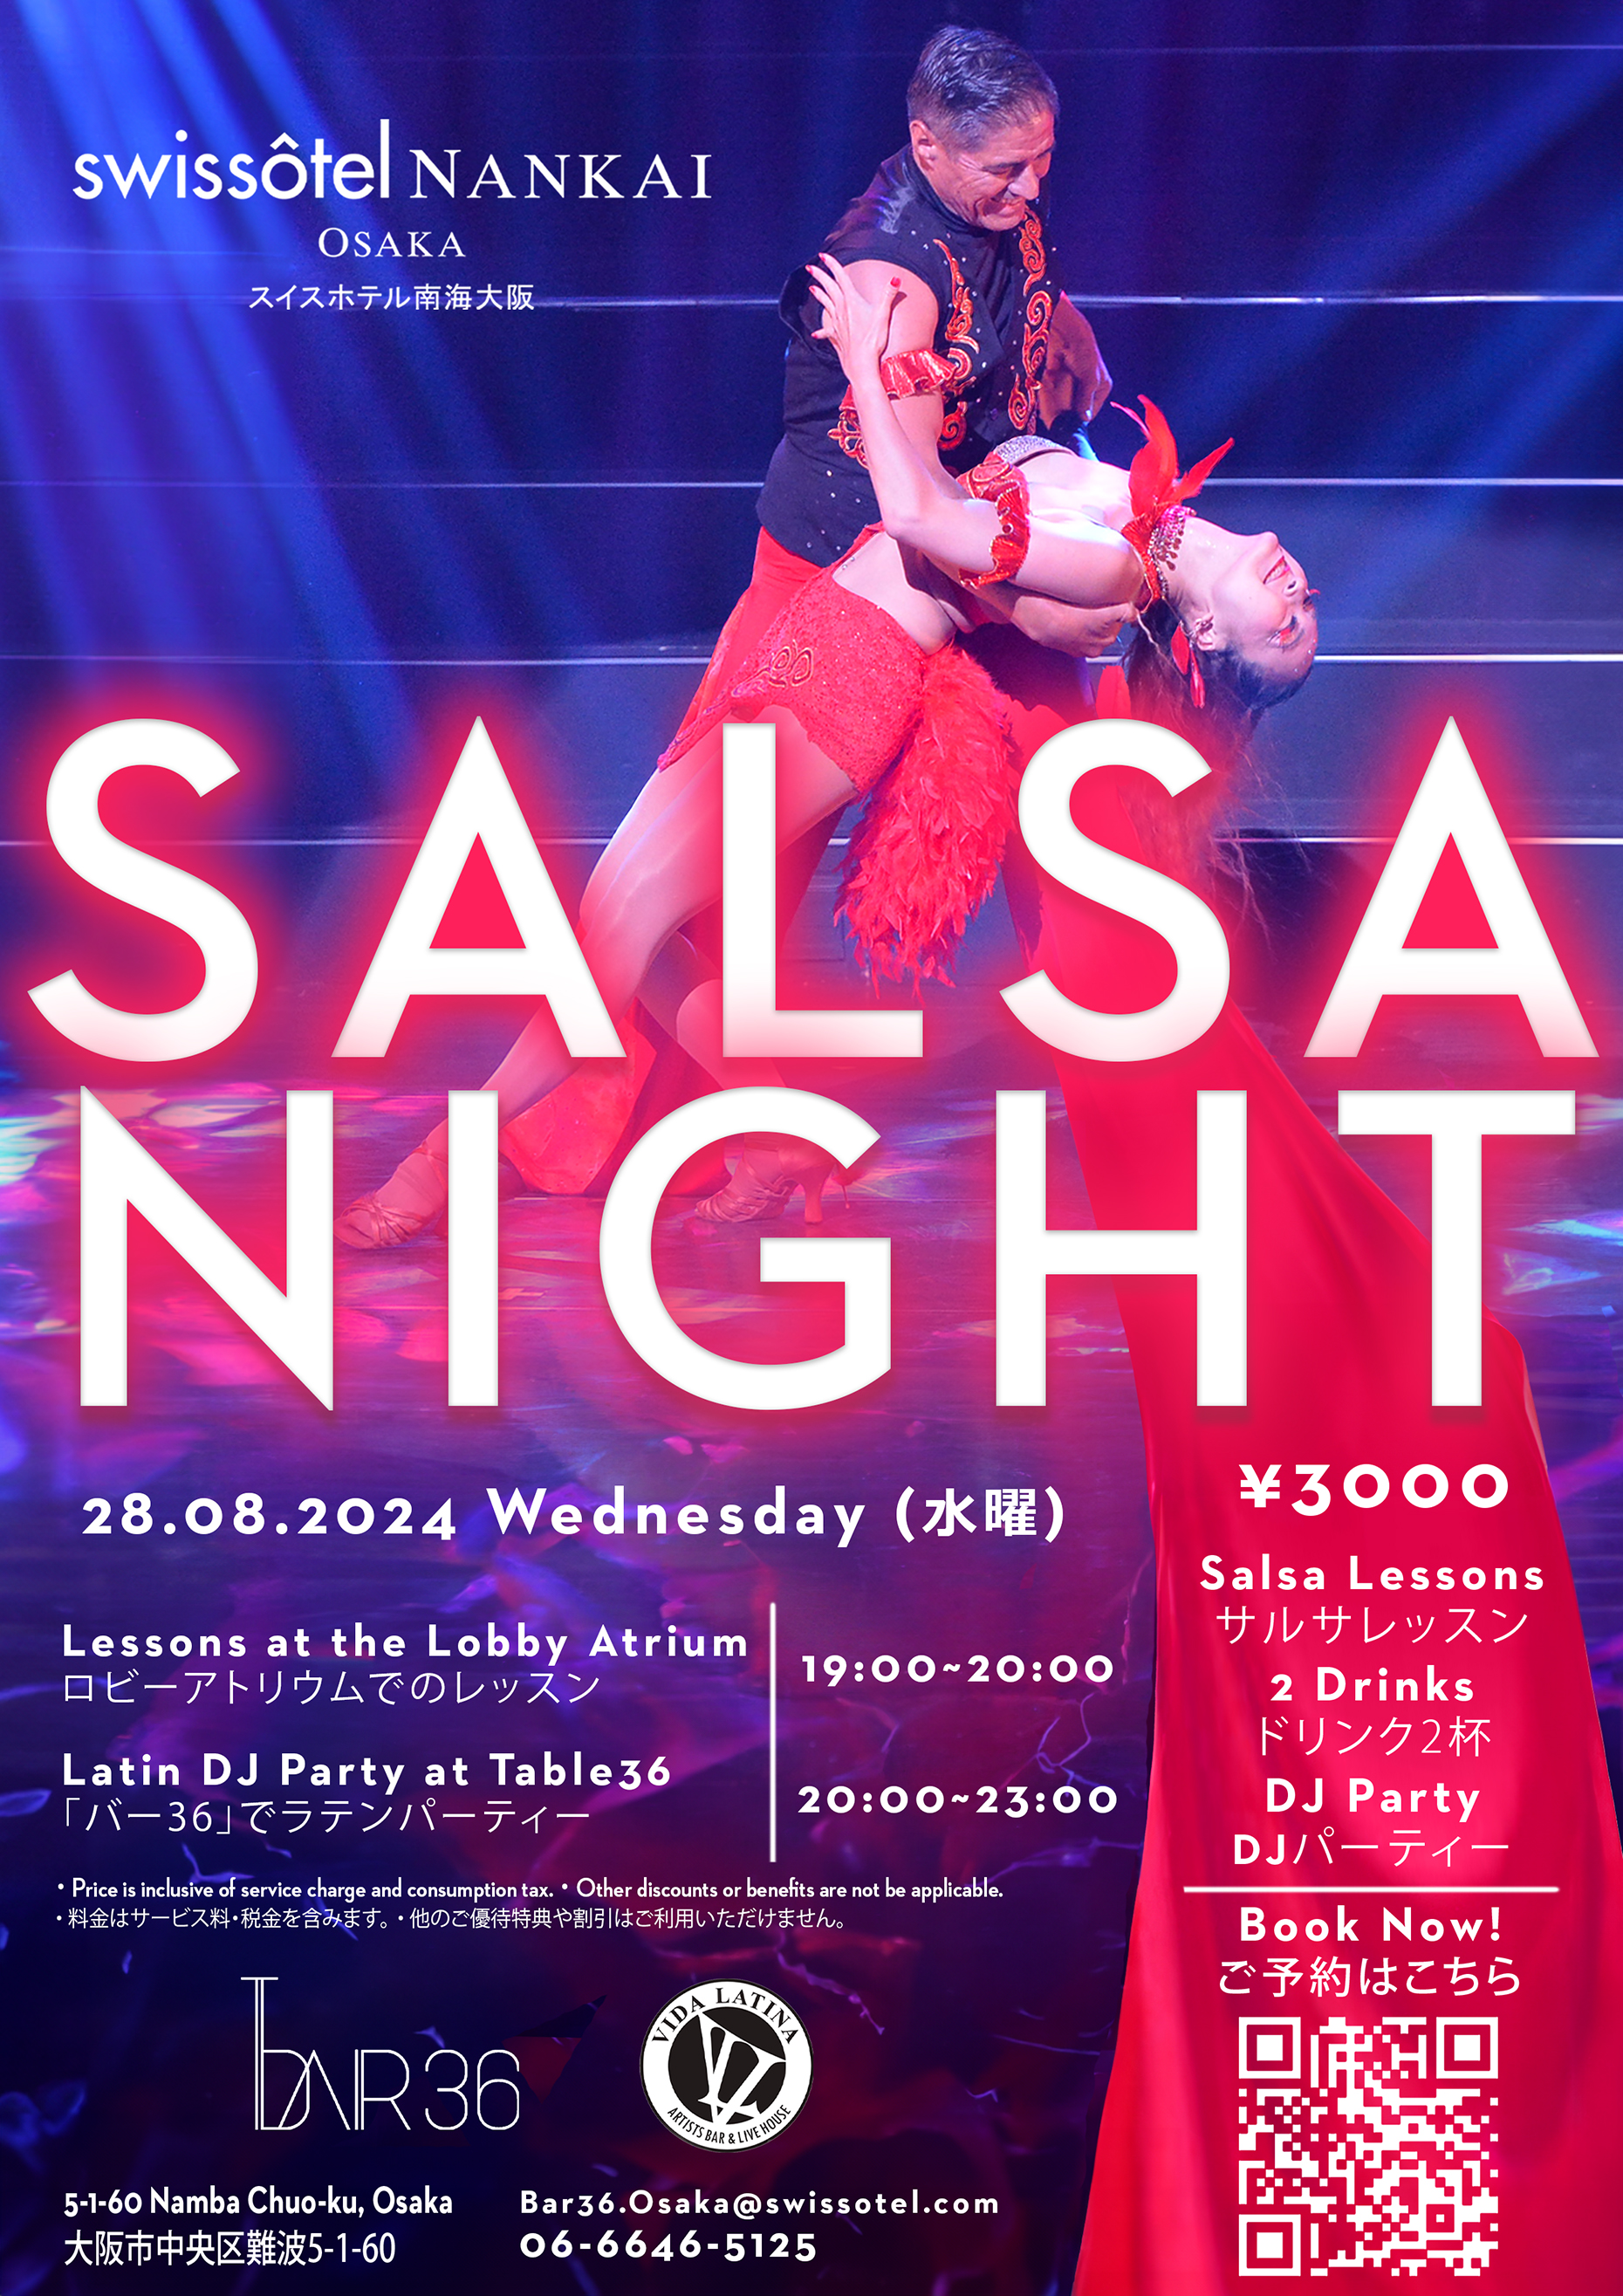 swissôtel NANKAI
OSAKA
スイスホテル南海大阪
SALSA
NIGHT
28.08.2024 Wednesday (水曜)
Lessons at the Lobby Atrium
ロビーアトリウムでのレッスン
19:00~20:00
Latin DJ Party at Table36
「バー36」でラテンパーティー
20:00~23:00
・Price is inclusive of service charge and consumption tax.・Other discounts or benefits are not be applicable.
・料金はサービス料・税金を含みます。・他のご優待特典や割引はご利用いただけません。
¥3000
Salsa Lessons
サルサレッスン
2 Drinks
ドリンク2杯
DJ Party
DJパーティー
Book Now!
ご予約はこちら
BAR 36
VIDA LATINA
VL
ARTISTS BAR & LIVE HOUSE
5-1-60 Namba Chuo-ku, Osaka
大阪市中央区難波5-1-60
Bar36.Osaka@swissotel.com
06-6646-5125